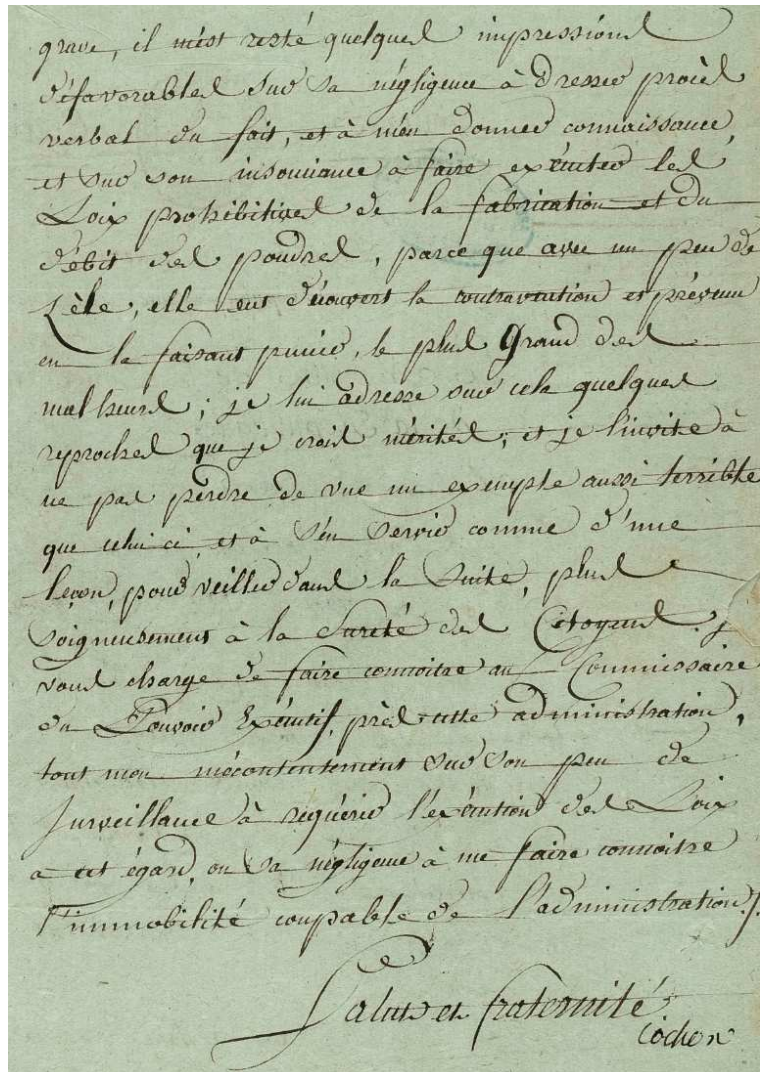 grave, il m'est resté quelques impressions
défavorables sur sa négligence à dresser procès
verbal du fait, et à m'en donner connaissance,
et sur son insouciance à faire exécuter les
Loix prohibitives de la fabrication et du
débit des poudres, parce que avec un peu de
zèle, elle eut découvert la contravention et prévenu
en la faisant punir, le plus Grand des
malheurs ; je lui adresse sur cela quelques
reproches que je crois mérités ; et je l'invite à
ne pas perdre de vue un exemple aussi terrible
que celui ci, et à s'en servir comme d'une
leçon, pour veiller dans la Suite, plus
soigneusement à la Sureté des Citoyens. j
vous charge de faire connoitre au Commissaire
du Pouvoir Exécutif, près cette administration,
tout mon mécontentement sur son peu de
surveillance à requérir l'exécution des Loix
a cet égard, ou sa négligence à me faire connoitre
l'immobilité coupable de l'administration ./.
Salut et fraternité
Cochon